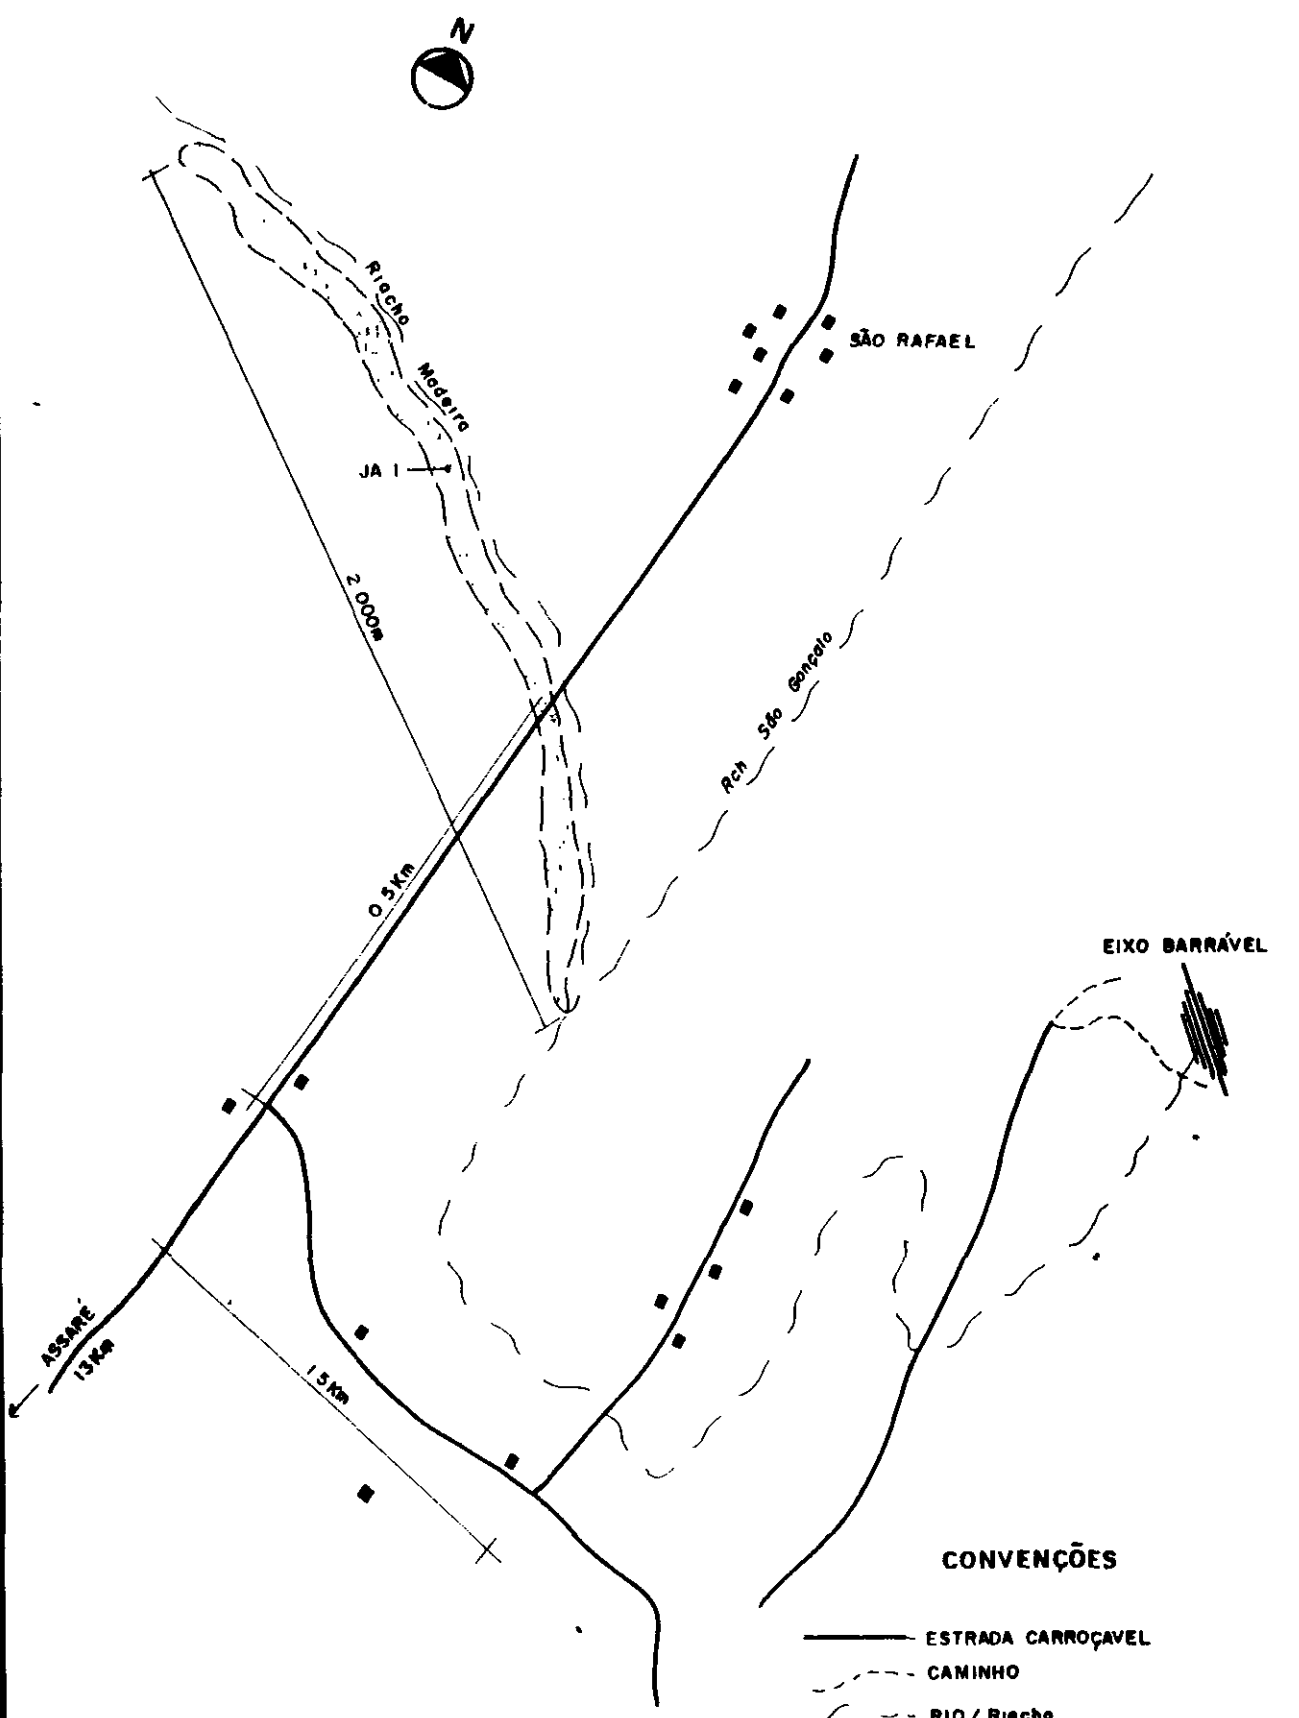 N
Riacho
Madeira
SÃO RAFAEL
JA 1
2 000m
Rch São Gonçalo
0 5Km
EIXO BARRÁVEL
ASSARÉ
13Km
1 5Km
CONVENÇÕES
ESTRADA CARROÇAVEL
CAMINHO
RIO / Riacho